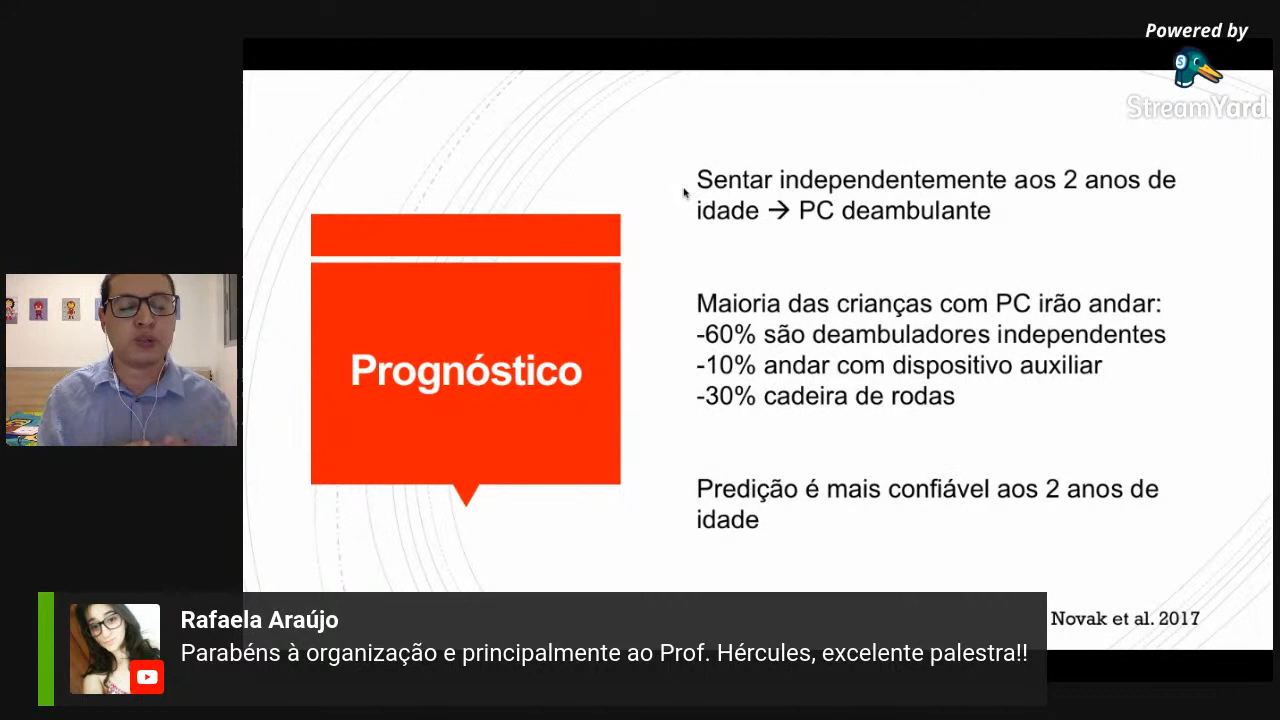 Powered by
StreamYard
Sentar independentemente aos 2 anos de
idade → PC deambulante
Prognóstico
Maioria das crianças com PC irão andar:
-60% são deambuladores independentes
-10% andar com dispositivo auxiliar
-30% cadeira de rodas
Predição é mais confiável aos 2 anos de
idade
Novak et al. 2017
Rafaela Araújo
Parabéns à organização e principalmente ao Prof. Hércules, excelente palestra!!